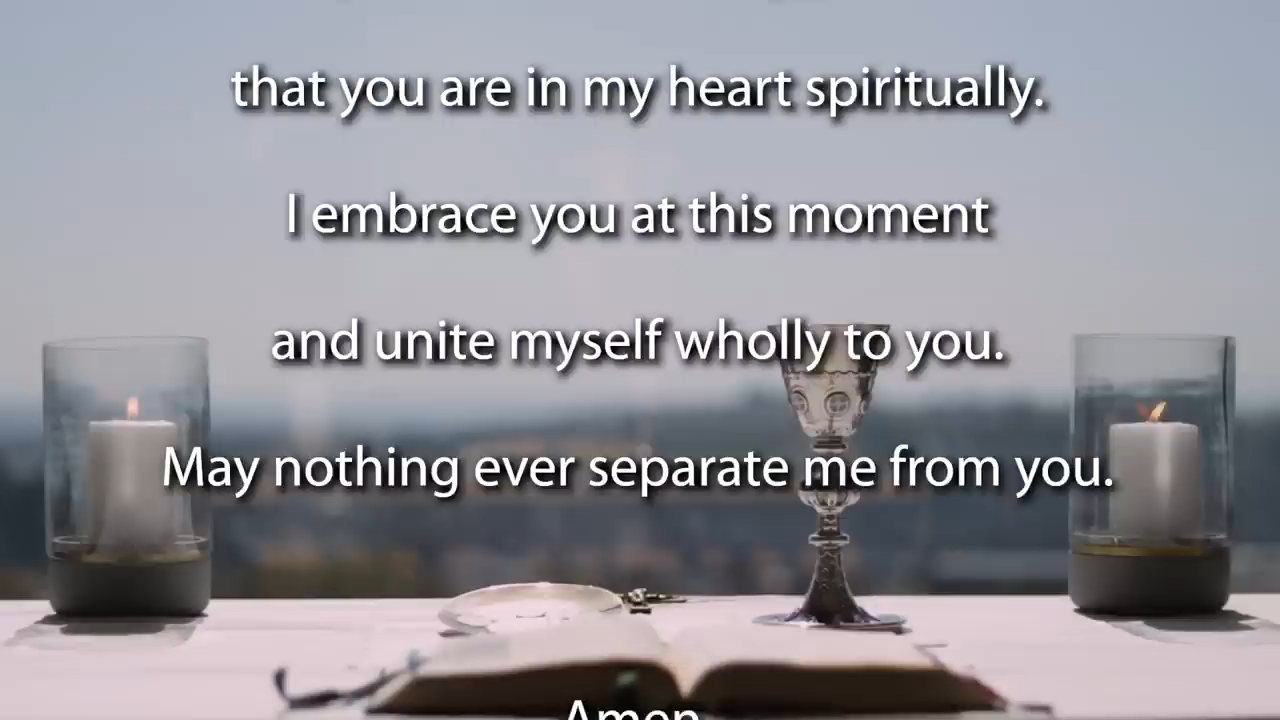 that you are in my heart spiritually.
I embrace you at this moment
and unite myself wholly to you.
May nothing ever separate me from you.
Amen